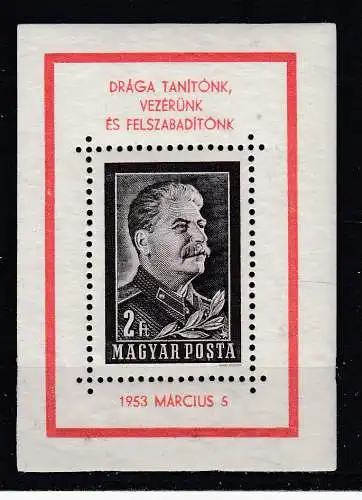 DRÁGA TANÍTÓNK,
VEZÉRÜNK
ÉS FELSZABADÍTÓNK
2 Ft
MAGYAR POSTA
1953 MÁRCIUS 5